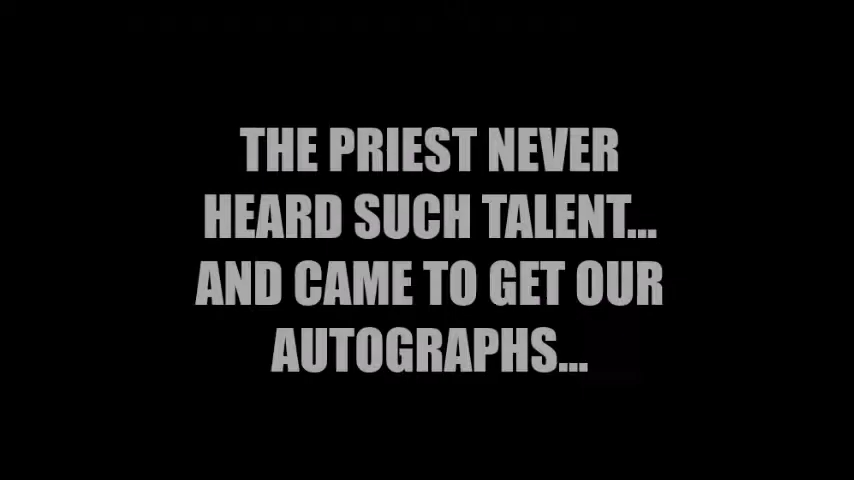 THE PRIEST NEVER
HEARD SUCH TALENT...
AND CAME TO GET OUR
AUTOGRAPHS...